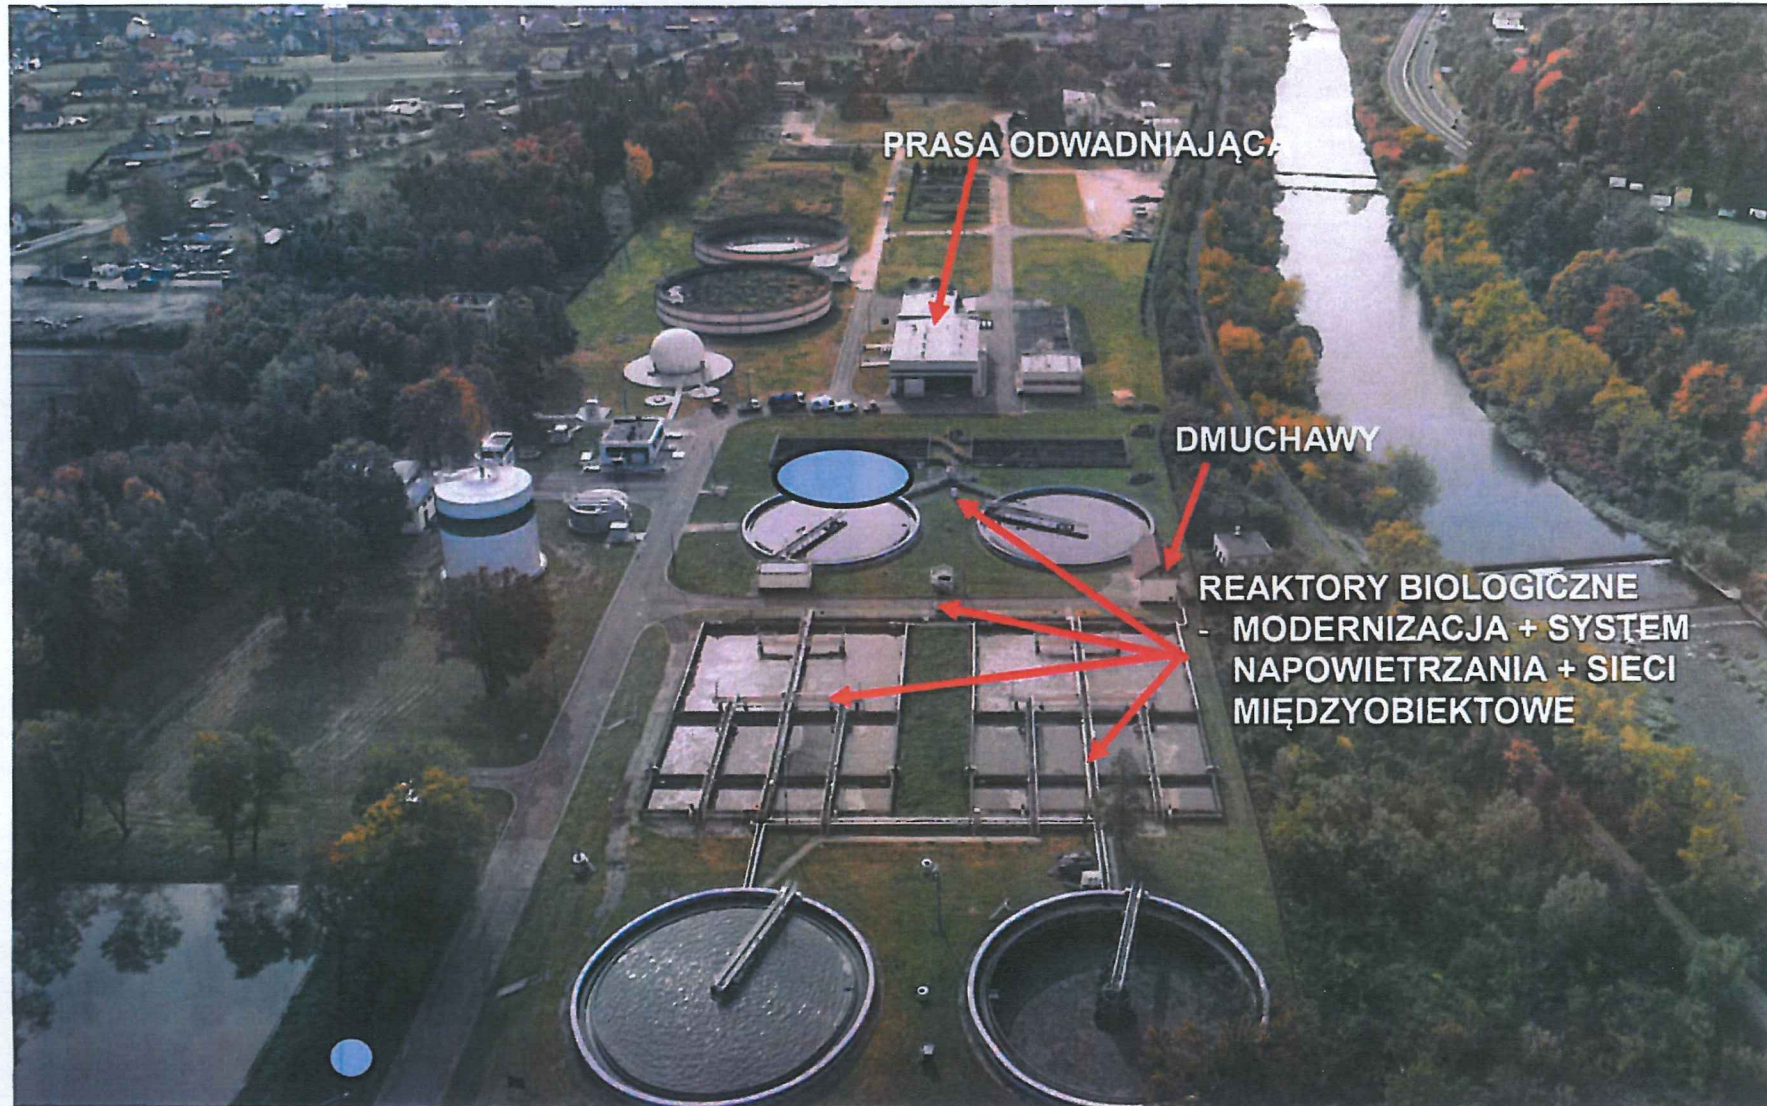 PRASA ODWADNIAJĄCA
DMUCHAWY
REAKTORY BIOLOGICZNE
- MODERNIZACJA + SYSTEM
NAPOWIETRZANIA + SIECI
MIĘDZYOBIEKTOWE